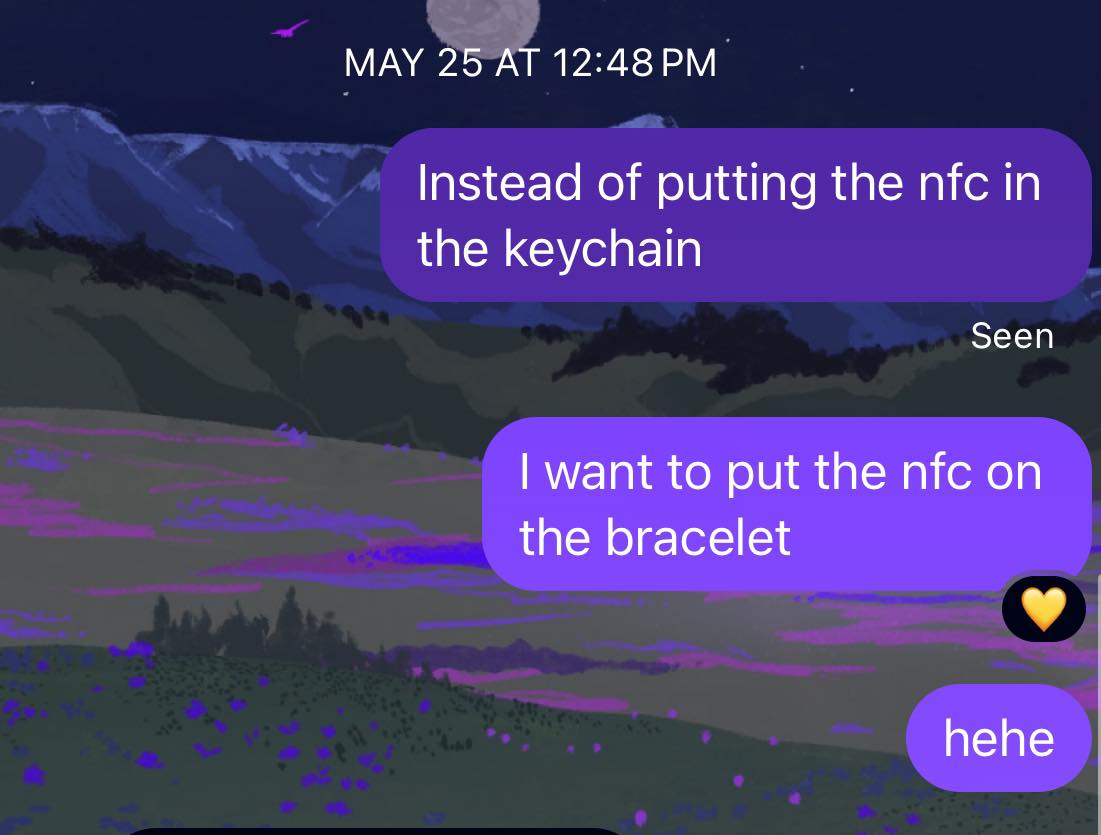 MAY 25 AT 12:48 PM
Instead of putting the nfc in
the keychain
Seen
I want to put the nfc on
the bracelet
hehe